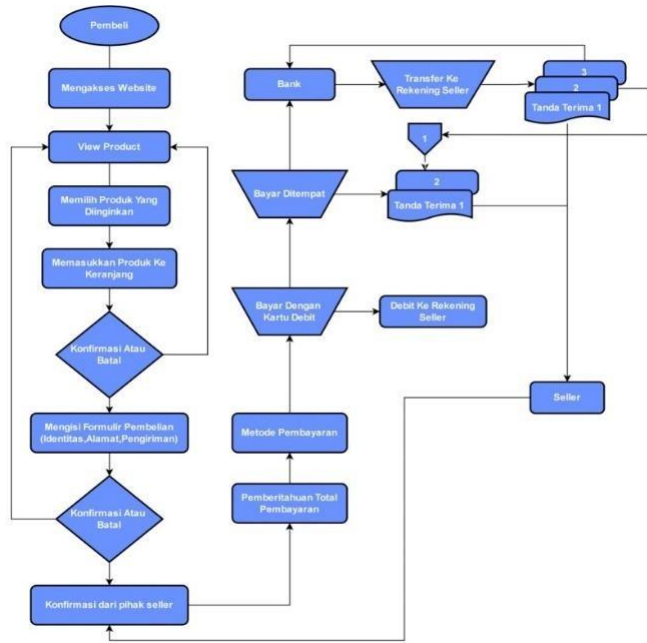 Pembeli
Mengakses Website
View Product
Memilih Produk Yang
Diinginkan
Memasukkan Produk Ke
Keranjang
Konfirmasi Atau
Batal
Mengisi Formulir Pembelian
(Identitas,Alamat,Pengiriman)
Konfirmasi Atau
Batal
Konfirmasi dari pihak seller
Pemberitahuan Total
Pembayaran
Metode Pembayaran
Bayar Dengan
Kartu Debit
Debit Ke Rekening
Seller
Bayar Ditempat
2
Tanda Terima 1
1
Bank
Transfer Ke
Rekening Seller
3
2
Tanda Terima 1
Seller